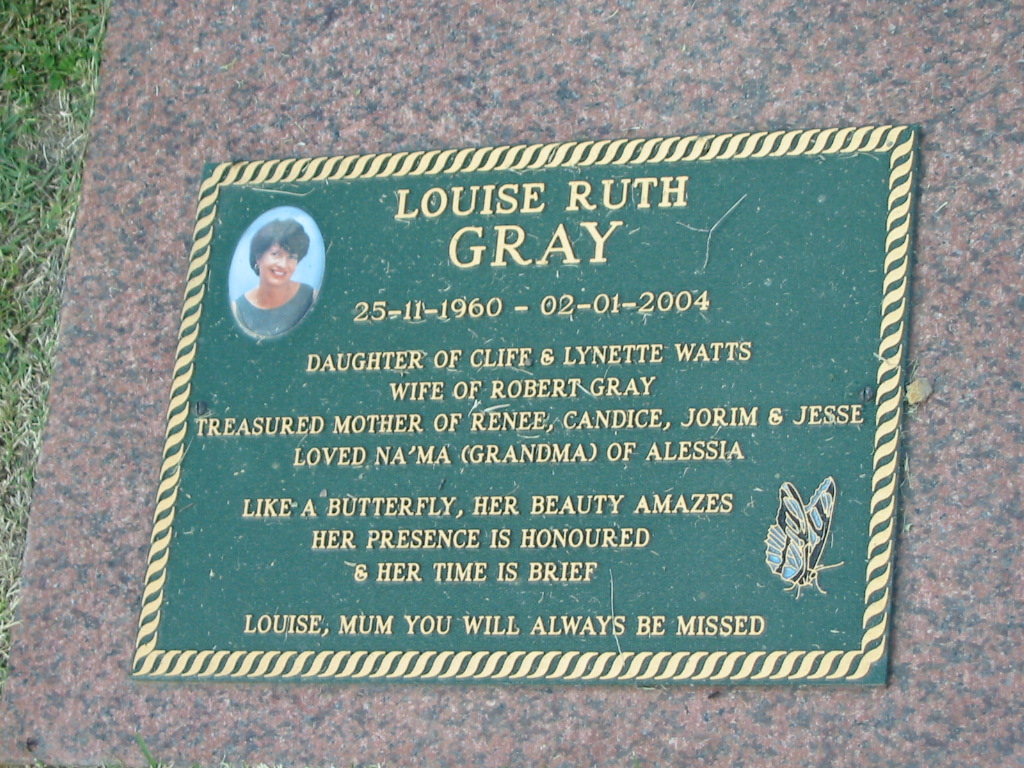 LOUISE RUTH
GRAY
25-11-1960 - 02-01-2004
DAUGHTER OF CLIFF & LYNETTE WATTS
WIFE OF ROBERT GRAY
TREASURED MOTHER OF RENEE, CANDICE, JORIM & JESSE
LOVED NA'MA (GRANDMA) OF ALESSIA
LIKE A BUTTERFLY, HER BEAUTY AMAZES
HER PRESENCE IS HONOURED
& HER TIME IS BRIEF
LOUISE, MUM YOU WILL ALWAYS BE MISSED